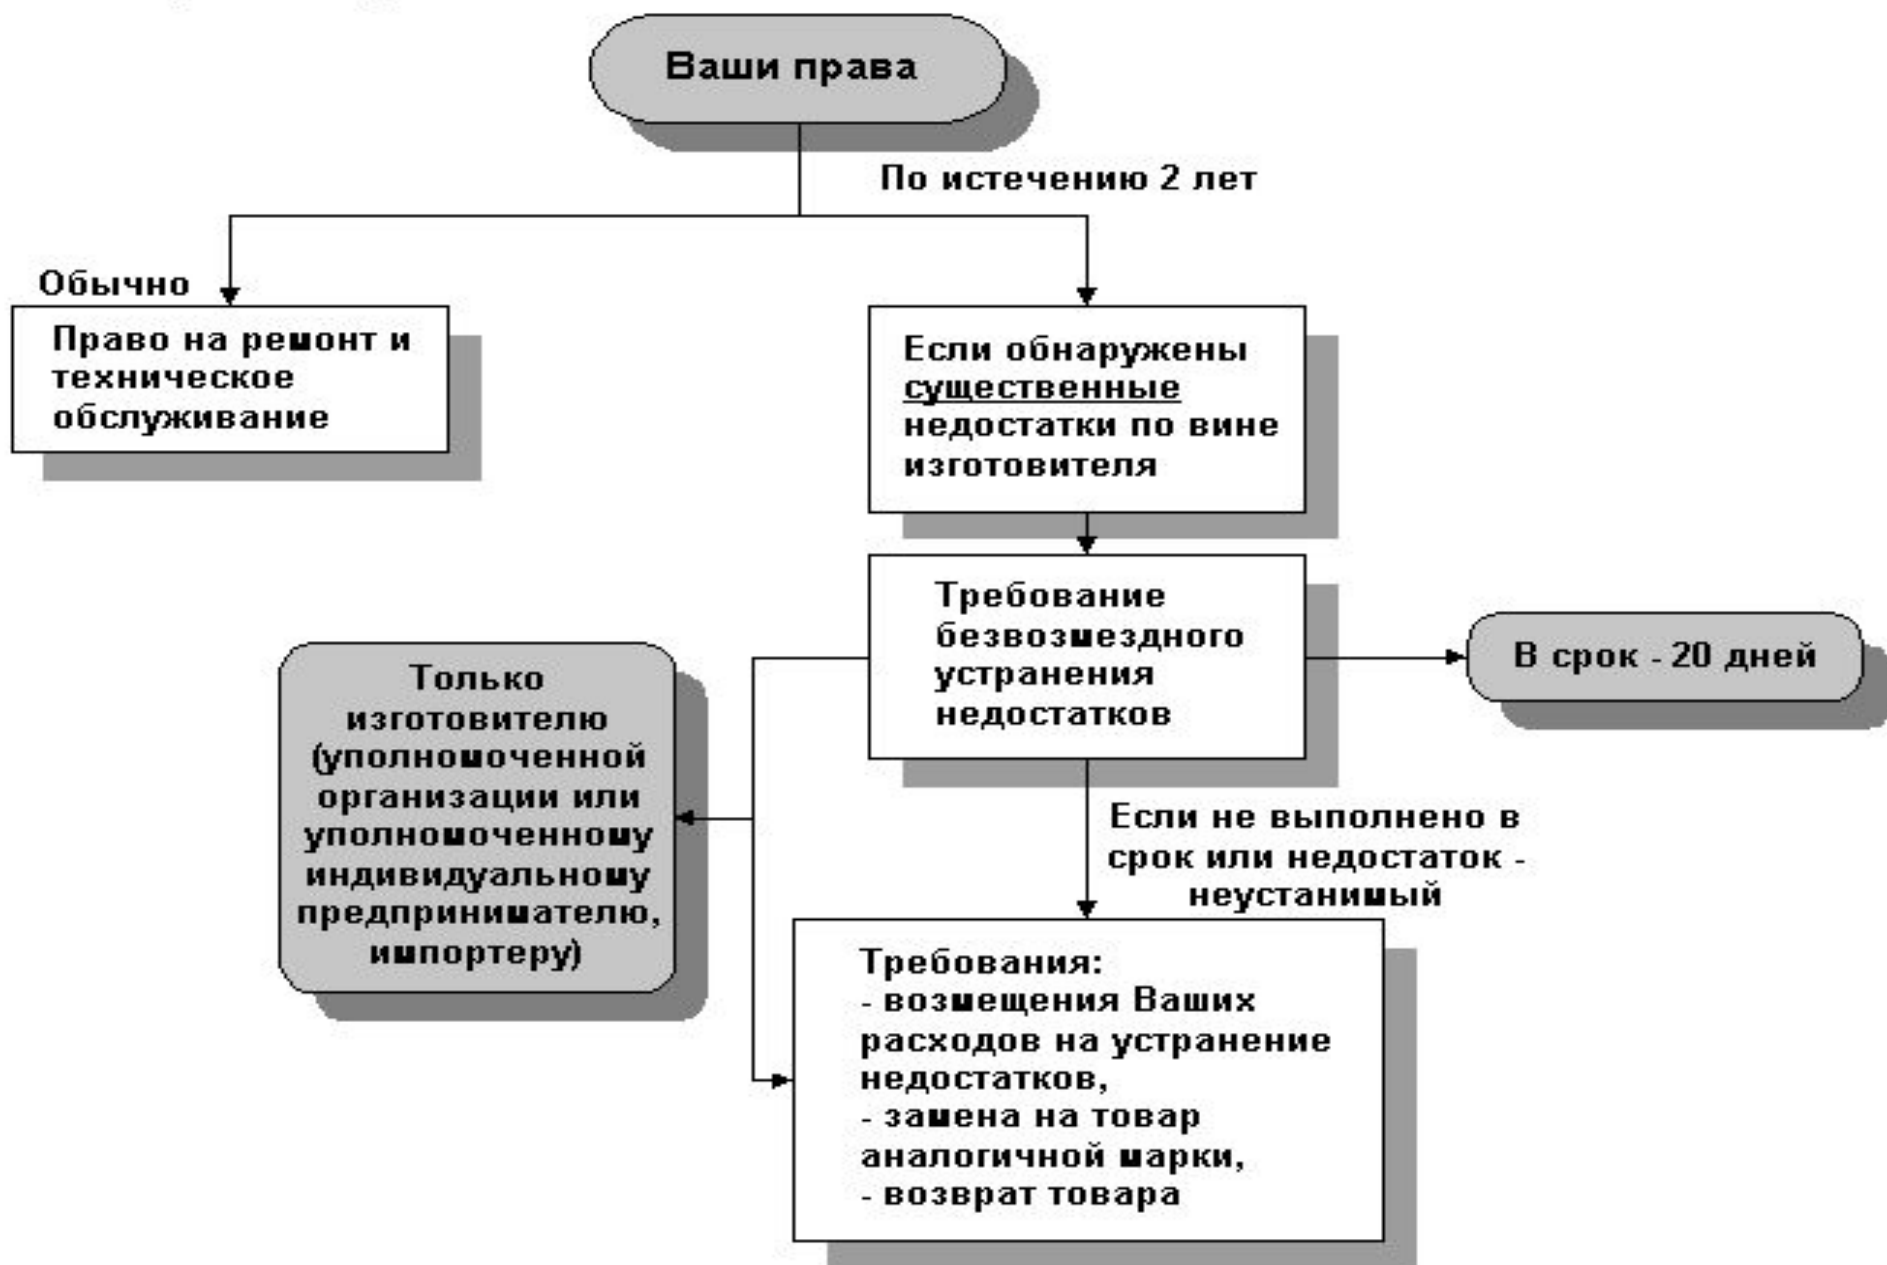 Ваши права
По истечению 2 лет
Обычно
Право на ремонт и
техническое
обслуживание
Если обнаружены
существенные
недостатки по вине
изготовителя
Требование
безвозмездного
устранения
недостатков
В срок - 20 дней
Только
изготовителю
(уполномоченной
организации или
уполномоченному
индивидуальному
предпринимателю,
импортеру)
Если не выполнено в
срок или недостаток -
неустанимый
Требования:
- возмещения Ваших
расходов на устранение
недостатков,
- замена на товар
аналогичной марки,
- возврат товара